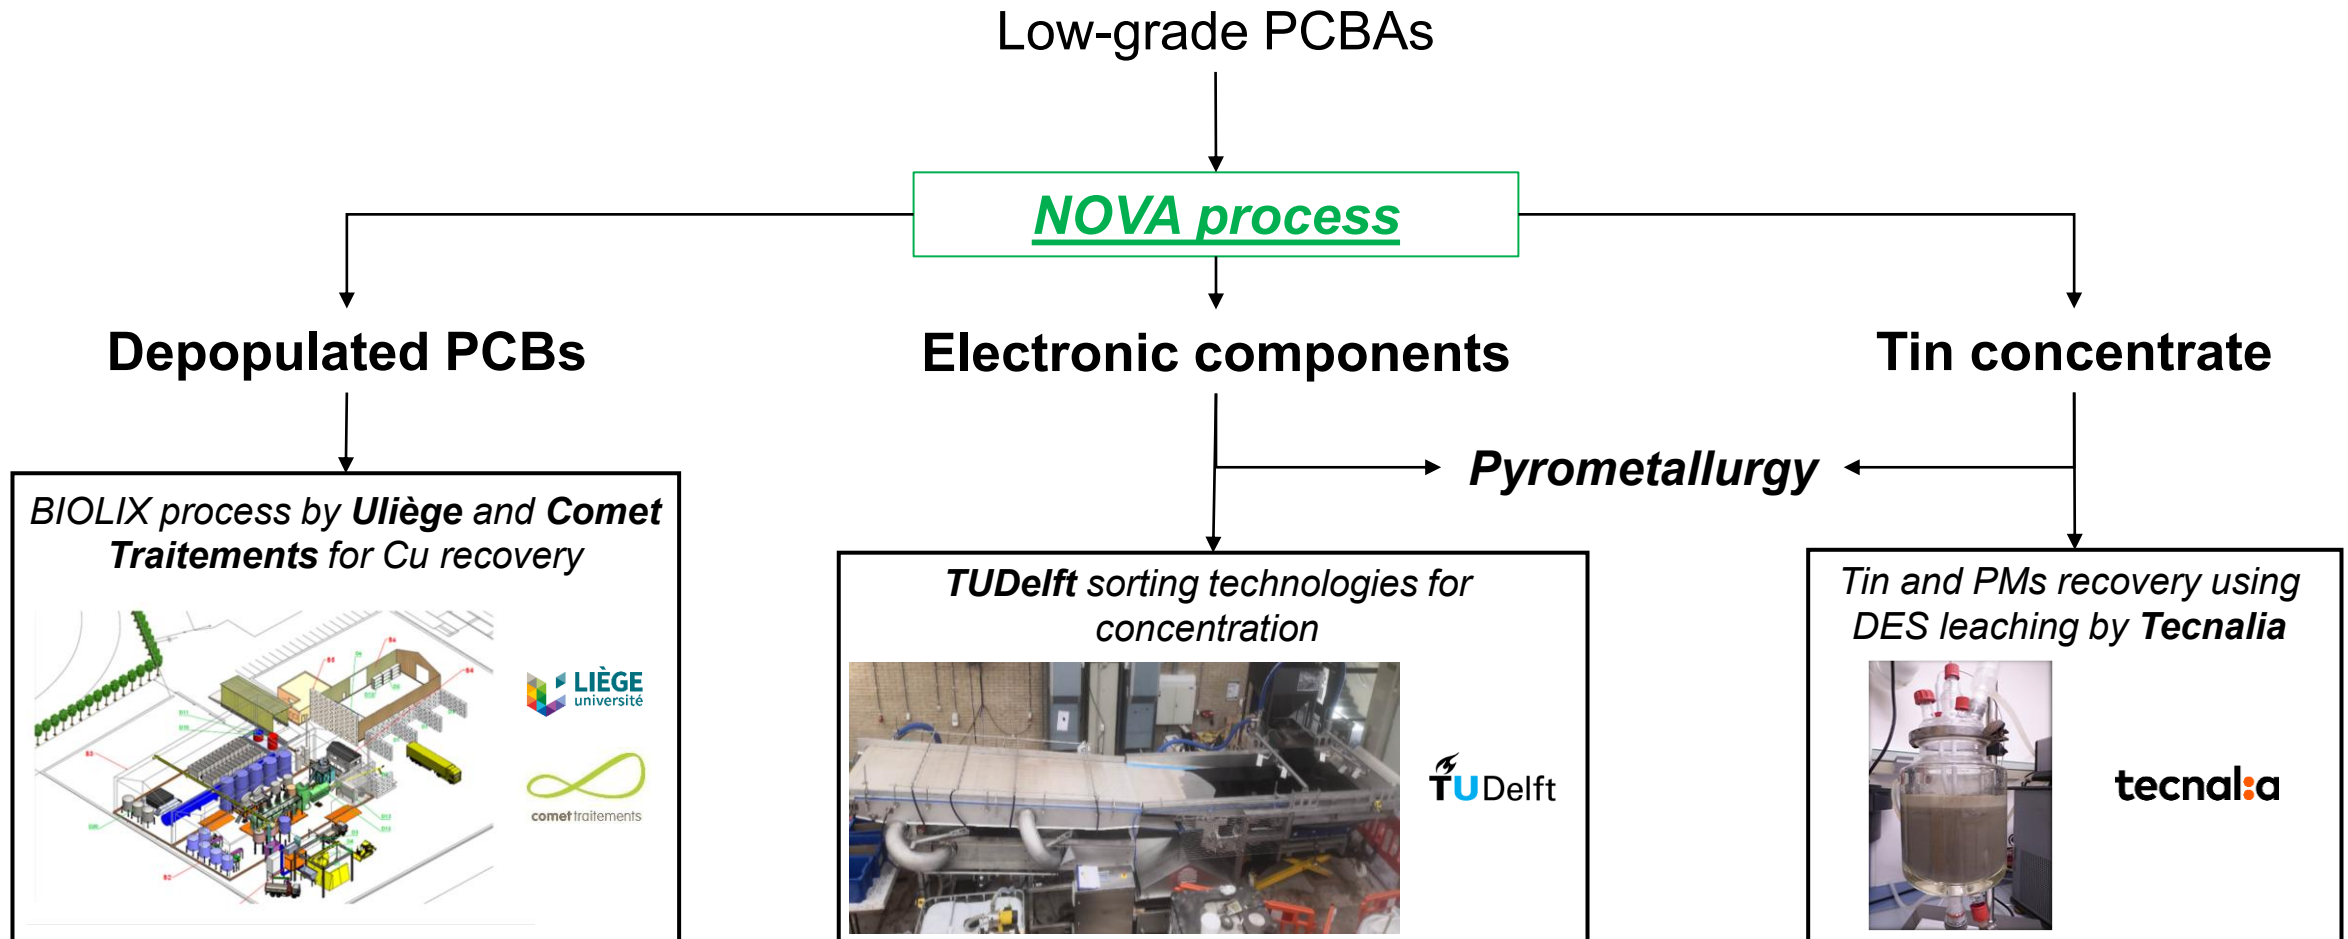 Low-grade PCBAs
NOVA process
Depopulated PCBs
Electronic components
Tin concentrate
Pyrometallurgy
BIOLIX process by Uliège and Comet
Traitements for Cu recovery
LIÈGE
université
comet traitements
TUDelft sorting technologies for
concentration
TUDelft
Tin and PMs recovery using
DES leaching by Tecnalia
tecnal:a